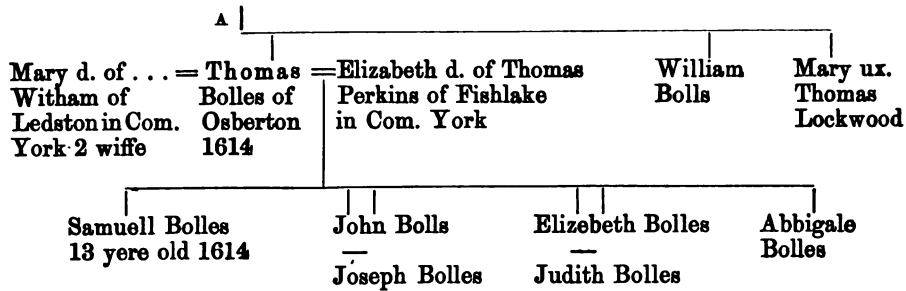 A
Mary d. of . . . = Thomas = Elizabeth d. of Thomas William Mary ux.
Witham of Bolles of Perkins of Fishlake Bolls Thomas
Ledston in Com. Osberton in Com. York Lockwood
York 2 wiffe 1614
Samuell Bolles John Bolls Elizebeth Bolles Abbigale
13 yere old 1614 — — Bolles
Joseph Bolles Judith Bolles